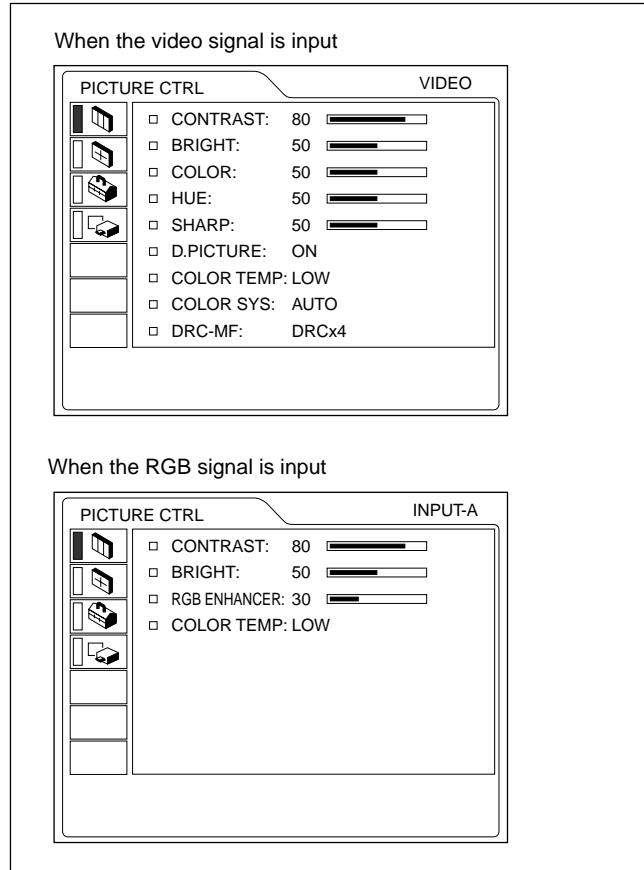 When the video signal is input
PICTURE CTRL VIDEO
CONTRAST: 80
BRIGHT: 50
COLOR: 50
HUE: 50
SHARP: 50
D.PICTURE: ON
COLOR TEMP: LOW
COLOR SYS: AUTO
DRC-MF: DRCx4
When the RGB signal is input
PICTURE CTRL INPUT-A
CONTRAST: 80
BRIGHT: 50
RGB ENHANCER: 30
COLOR TEMP: LOW